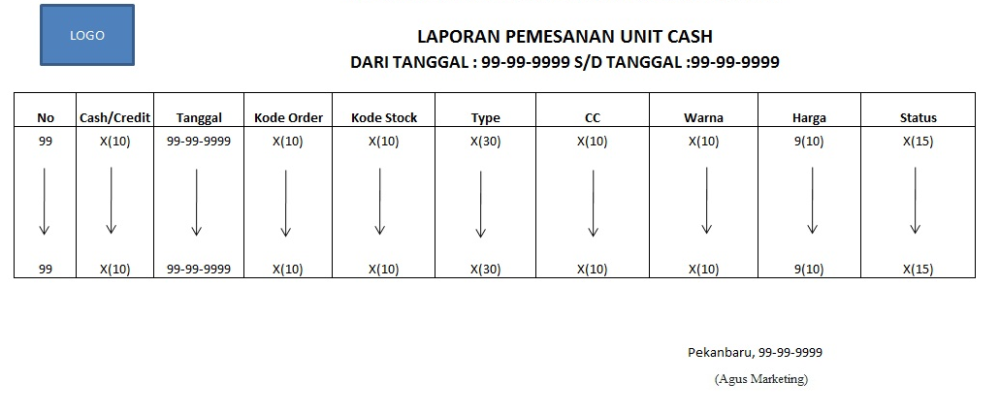 LOGO
LAPORAN PEMESANAN UNIT CASH
DARI TANGGAL : 99-99-9999 S/D TANGGAL :99-99-9999
No Cash/Credit Tanggal Kode Order Kode Stock Type CC Warna Harga Status
99 X(10) 99-99-9999 X(10) X(10) X(30) X(10) X(10) 9(10) X(15)
99 X(10) 99-99-9999 X(10) X(10) X(30) X(10) X(10) 9(10) X(15)
Pekanbaru, 99-99-9999
(Agus Marketing)